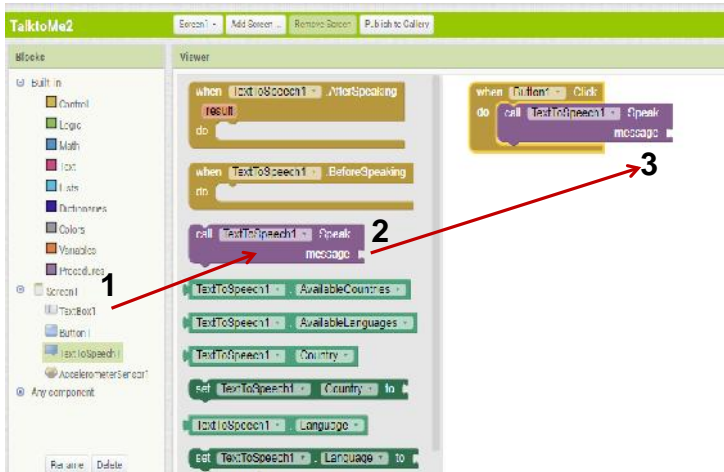 TalktoMe2
Screen1 Add Screen ... Remove Screen Publish to Gallery
Blocks
Viewer
Built in
Control
Logic
Math
Text
Lists
Dictionaries
Colors
Variables
Procedures
Screen1
TextBox1
Button1
TextToSpeech1
AccelerometerSensor1
Any component
Rename Delete
1
when TextToSpeech1 .AfterSpeaking
result
do
when TextToSpeech1 .BeforeSpeaking
do
call TextToSpeech1 .Speak
message
2
TextToSpeech1 . AvailableCountries
TextToSpeech1 . AvailableLanguages
TextToSpeech1 . Country
set TextToSpeech1 . Country to
TextToSpeech1 . Language
set TextToSpeech1 . Language to
when Button1 .Click
do call TextToSpeech1 .Speak
message
3